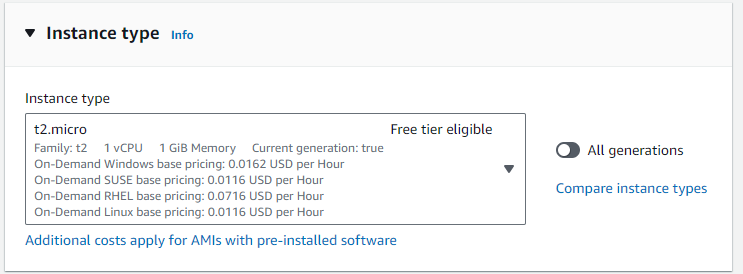 Instance type Info
Instance type
t2.micro Free tier eligible
Family: t2 1 vCPU 1 GiB Memory Current generation: true
On-Demand Windows base pricing: 0.0162 USD per Hour
On-Demand SUSE base pricing: 0.0116 USD per Hour
On-Demand RHEL base pricing: 0.0716 USD per Hour
On-Demand Linux base pricing: 0.0116 USD per Hour
All generations
Compare instance types
Additional costs apply for AMIs with pre-installed software